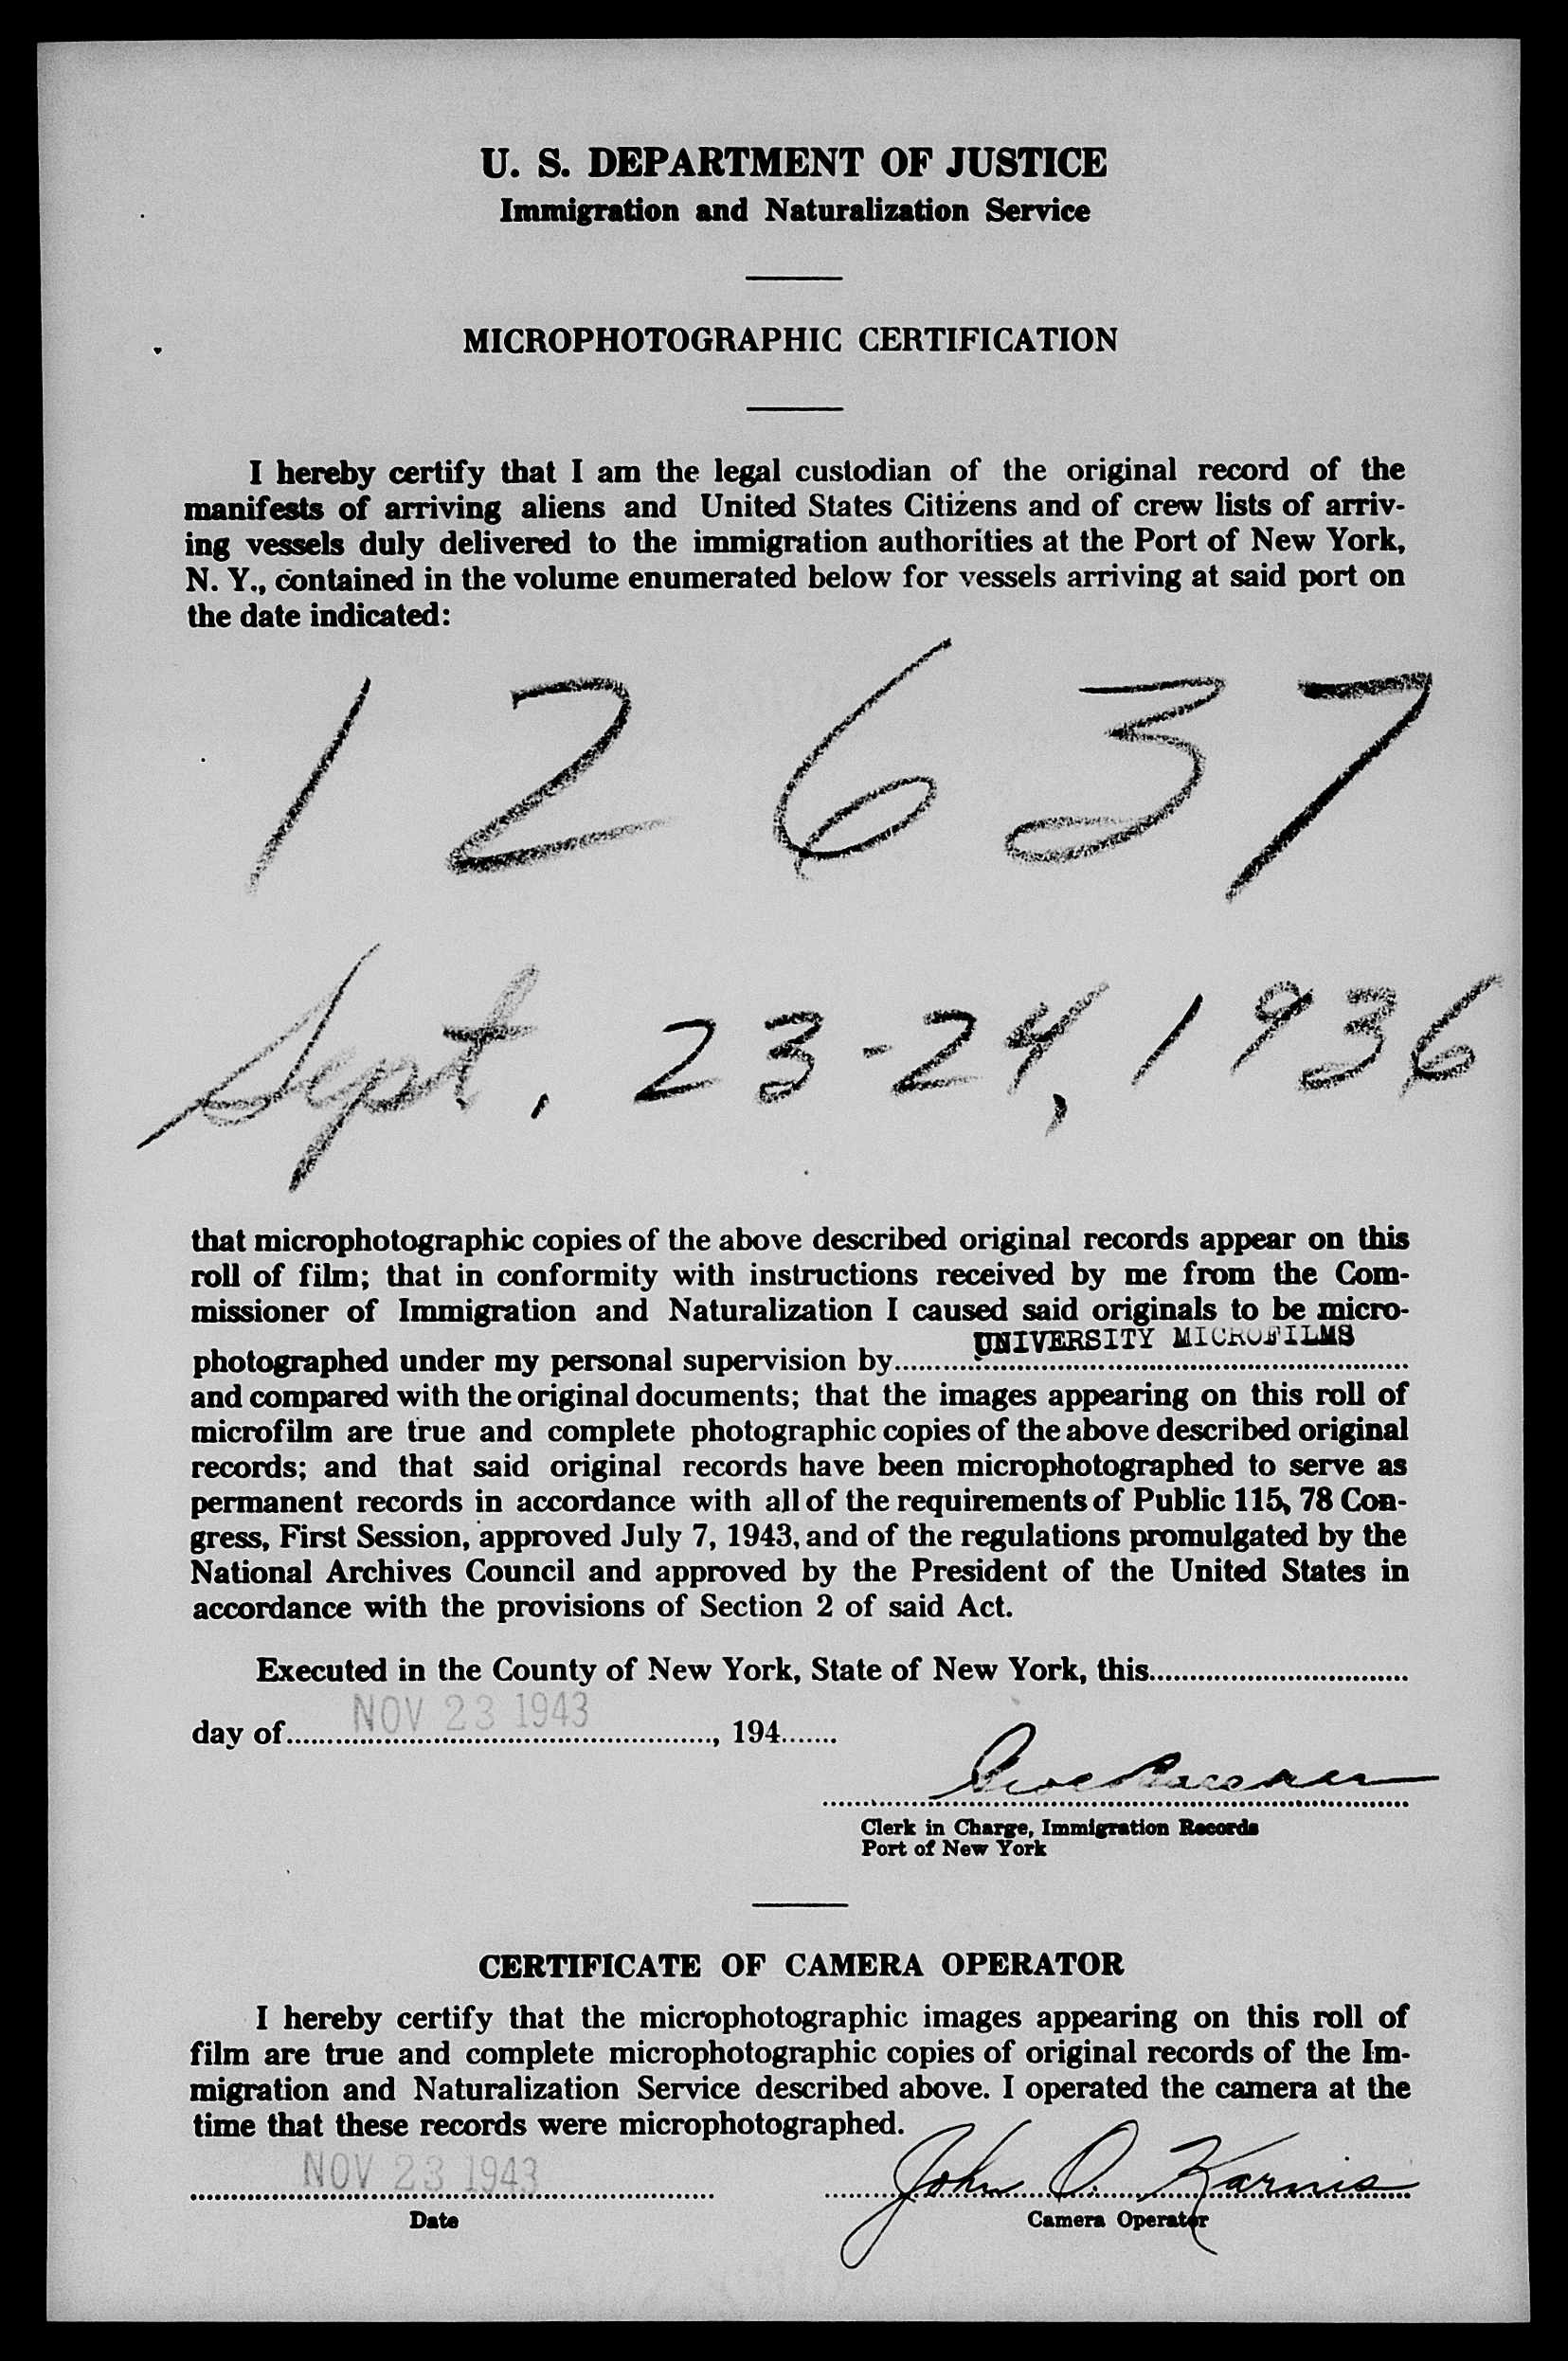 U. S. DEPARTMENT OF JUSTICE
Immigration and Naturalization Service
MICROPHOTOGRAPHIC CERTIFICATION
I hereby certify that I am the legal custodian of the original record of the
manifests of arriving aliens and United States Citizens and of crew lists of arriv-
ing vessels duly delivered to the immigration authorities at the Port of New York,
N. Y., contained in the volume enumerated below for vessels arriving at said port on
the date indicated:
12637
Sept, 23-24, 1936
that microphotographic copies of the above described original records appear on this
roll of film; that in conformity with instructions received by me from the Com-
missioner of Immigration and Naturalization I caused said originals to be micro-
photographed under my personal supervision by UNIVERSITY MICROFILMS
and compared with the original documents; that the images appearing on this roll of
microfilm are true and complete photographic copies of the above described original
records; and that said original records have been microphotographed to serve as
permanent records in accordance with all of the requirements of Public 115, 78 Con-
gress, First Session, approved July 7, 1943, and of the regulations promulgated by the
National Archives Council and approved by the President of the United States in
accordance with the provisions of Section 2 of said Act.
Executed in the County of New York, State of New York, this
day of NOV 23 1943, 194
Clerk in Charge, Immigration Records
Port of New York
CERTIFICATE OF CAMERA OPERATOR
I hereby certify that the microphotographic images appearing on this roll of
film are true and complete microphotographic copies of original records of the Im-
migration and Naturalization Service described above. I operated the camera at the
time that these records were microphotographed.
NOV 23 1943 John O. Karnis
Date Camera Operator